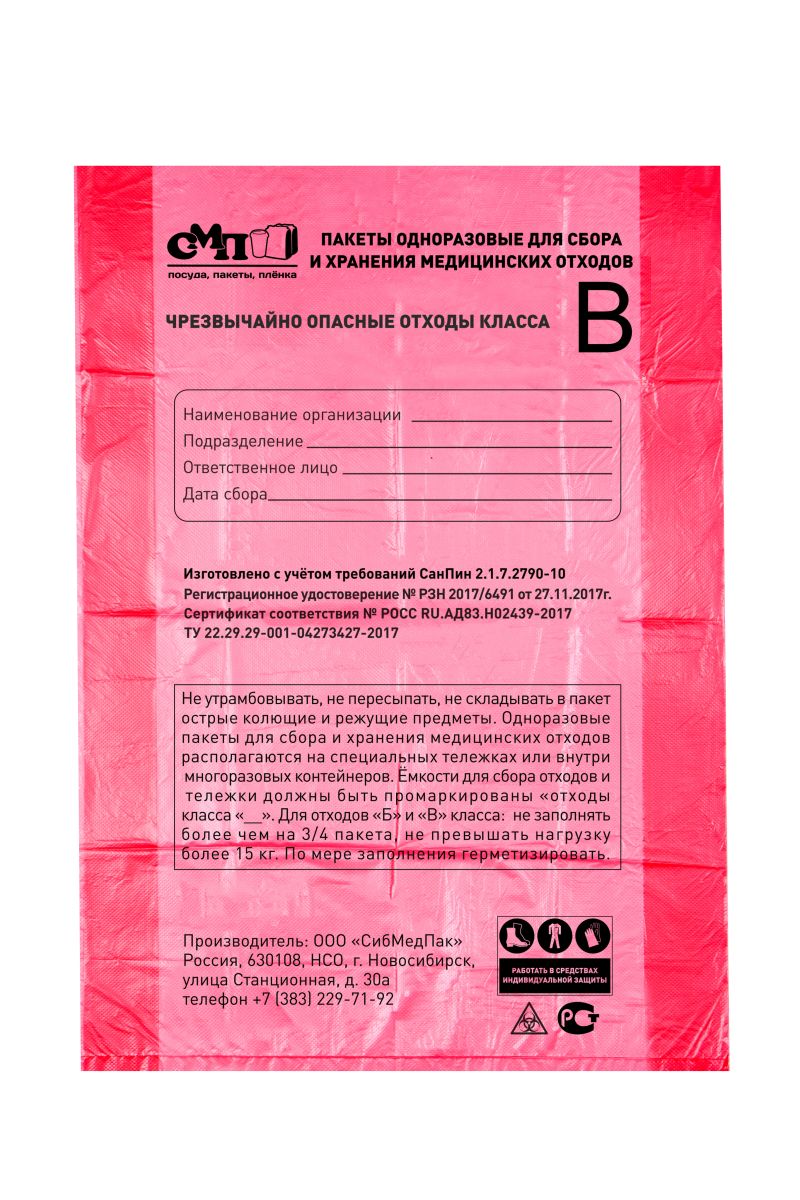 СМП
посуда, пакеты, плёнка
ПАКЕТЫ ОДНОРАЗОВЫЕ ДЛЯ СБОРА
И ХРАНЕНИЯ МЕДИЦИНСКИХ ОТХОДОВ
ЧРЕЗВЫЧАЙНО ОПАСНЫЕ ОТХОДЫ КЛАССА В
Наименование организации
Подразделение
Ответственное лицо
Дата сбора
Изготовлено с учётом требований СанПин 2.1.7.2790-10
Регистрационное удостоверение № РЗН 2017/6491 от 27.11.2017г.
Сертификат соответствия № РОСС RU.АД83.Н02439-2017
ТУ 22.29.29-001-04273427-2017
Не утрамбовывать, не пересыпать, не складывать в пакет
острые колющие и режущие предметы. Одноразовые
пакеты для сбора и хранения медицинских отходов
располагаются на специальных тележках или внутри
многоразовых контейнеров. Ёмкости для сбора отходов и
тележки должны быть промаркированы «отходы
класса «__». Для отходов «Б» и «В» класса: не заполнять
более чем на 3/4 пакета, не превышать нагрузку
более 15 кг. По мере заполнения герметизировать.
Производитель: ООО «СибМедПак»
Россия, 630108, НСО, г. Новосибирск,
улица Станционная, д. 30а
телефон +7 (383) 229-71-92
РАБОТАТЬ В СРЕДСТВАХ
ИНДИВИДУАЛЬНОЙ ЗАЩИТЫ
РСТ